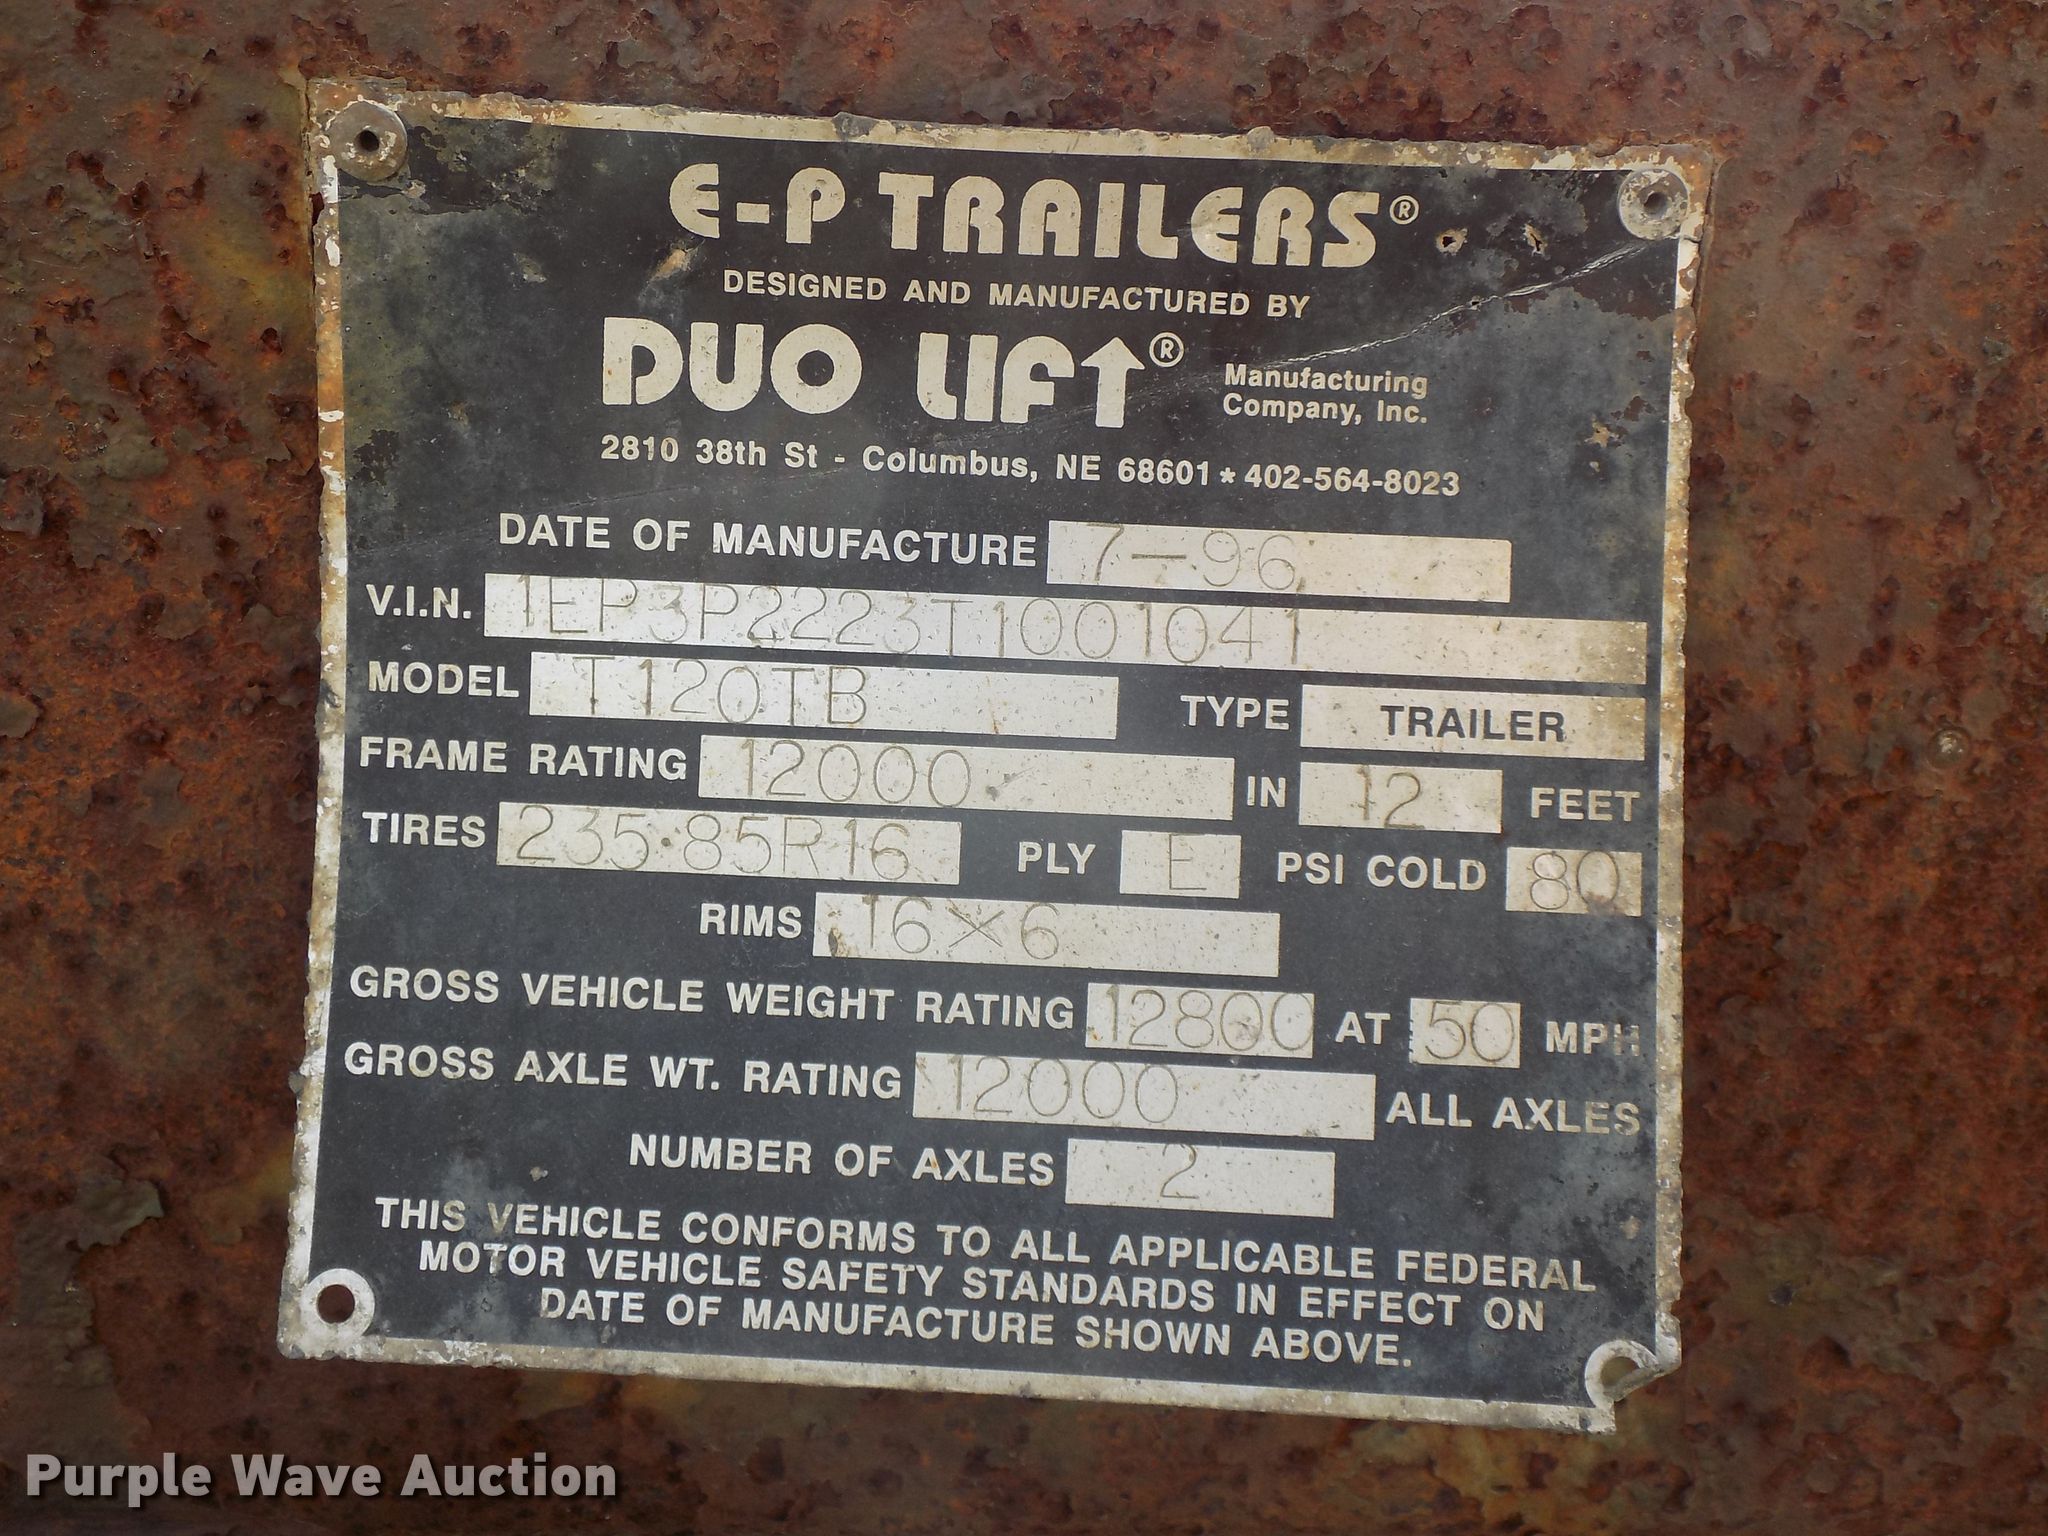 E-P TRAILERS®
DESIGNED AND MANUFACTURED BY
DUO LIFT® Manufacturing Company, Inc.
2810 38th St - Columbus, NE 68601 * 402-564-8023
DATE OF MANUFACTURE 7-96
V.I.N. 1EP3P2223T1001041
MODEL T120TB TYPE TRAILER
FRAME RATING 12000 IN 12 FEET
TIRES 235·85R16 PLY E PSI COLD 80
RIMS 16×6
GROSS VEHICLE WEIGHT RATING 12800 AT 50 MPH
GROSS AXLE WT. RATING 12000 ALL AXLES
NUMBER OF AXLES 2
THIS VEHICLE CONFORMS TO ALL APPLICABLE FEDERAL
MOTOR VEHICLE SAFETY STANDARDS IN EFFECT ON
DATE OF MANUFACTURE SHOWN ABOVE.
Purple Wave Auction